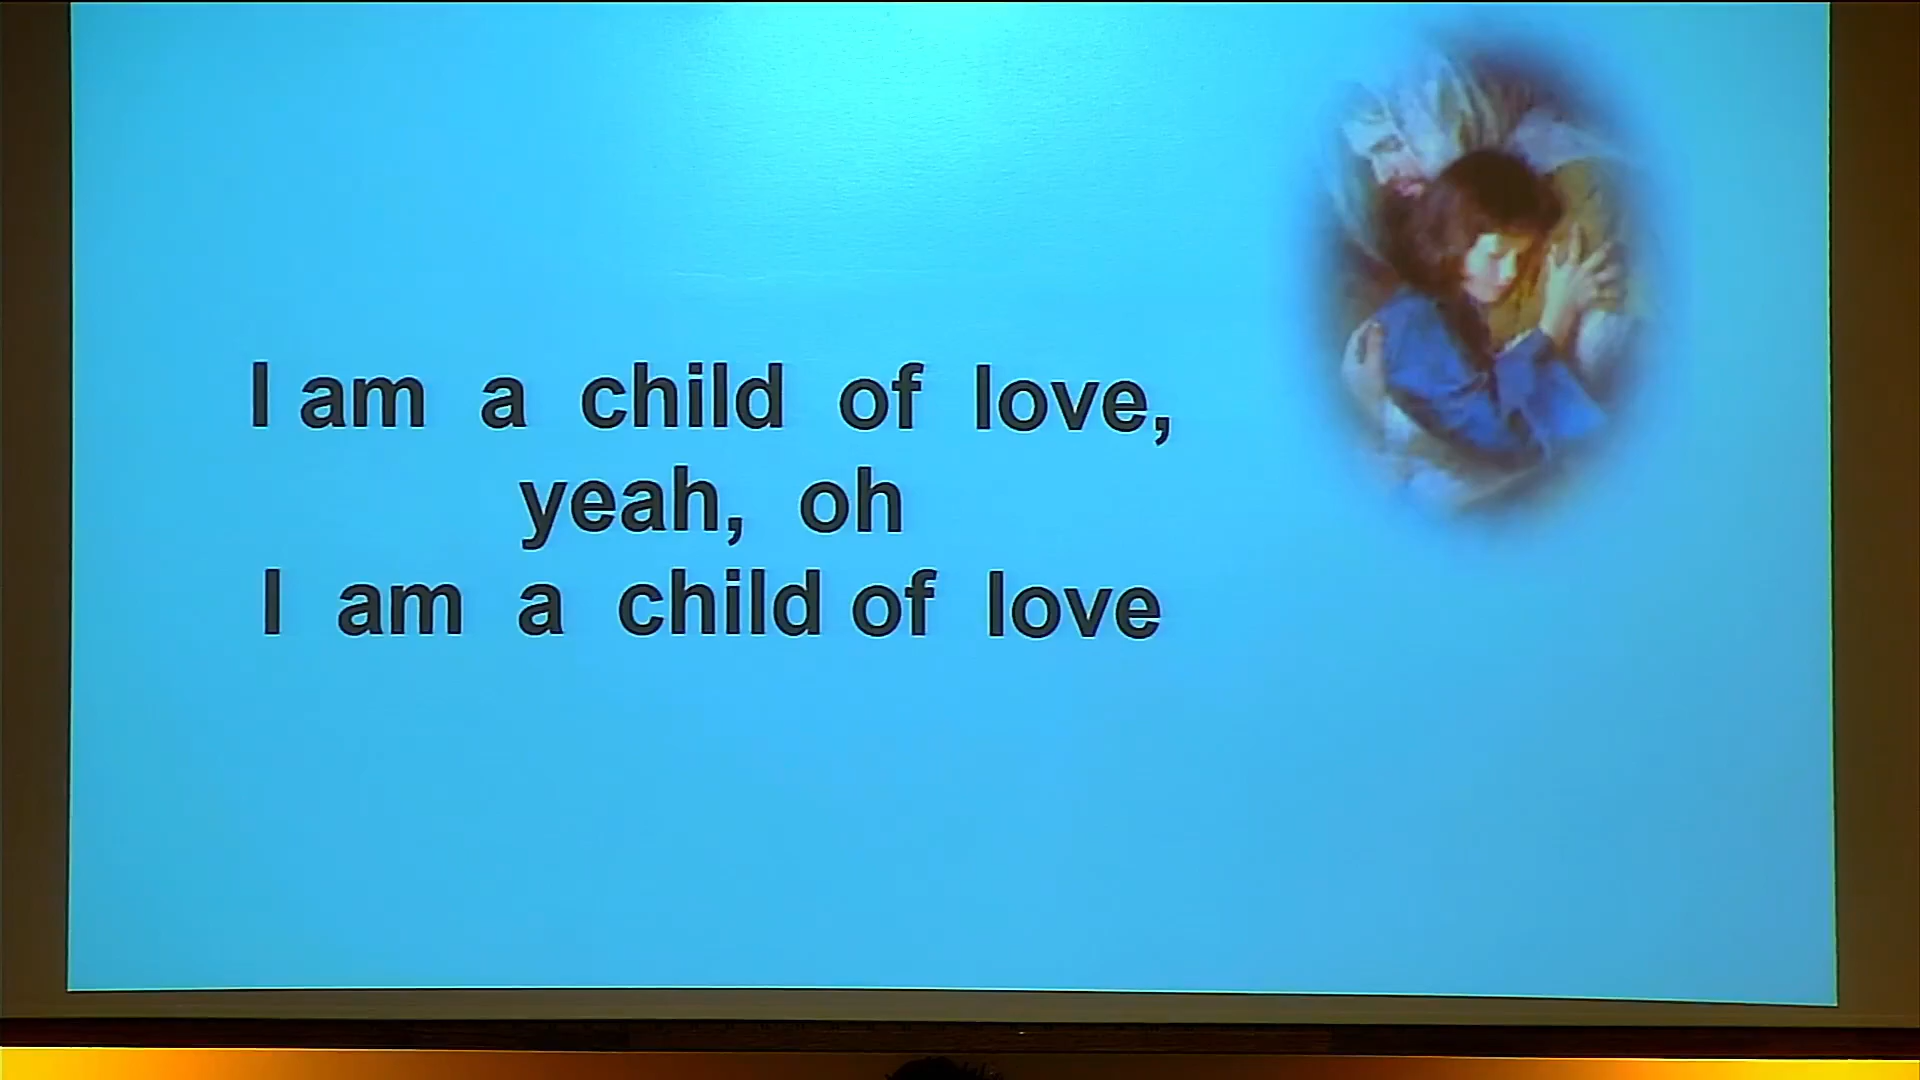 I am a child of love,
yeah, oh
I am a child of love